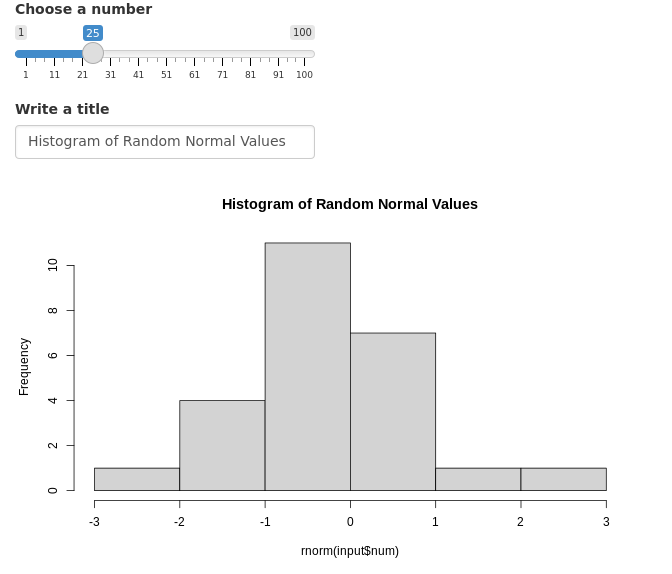 Choose a number
1 25 100
1 11 21 31 41 51 61 71 81 91 100
Write a title
Histogram of Random Normal Values
Histogram of Random Normal Values
Frequency
10
8
6
4
2
0
-3 -2 -1 0 1 2 3
rnorm(input$num)